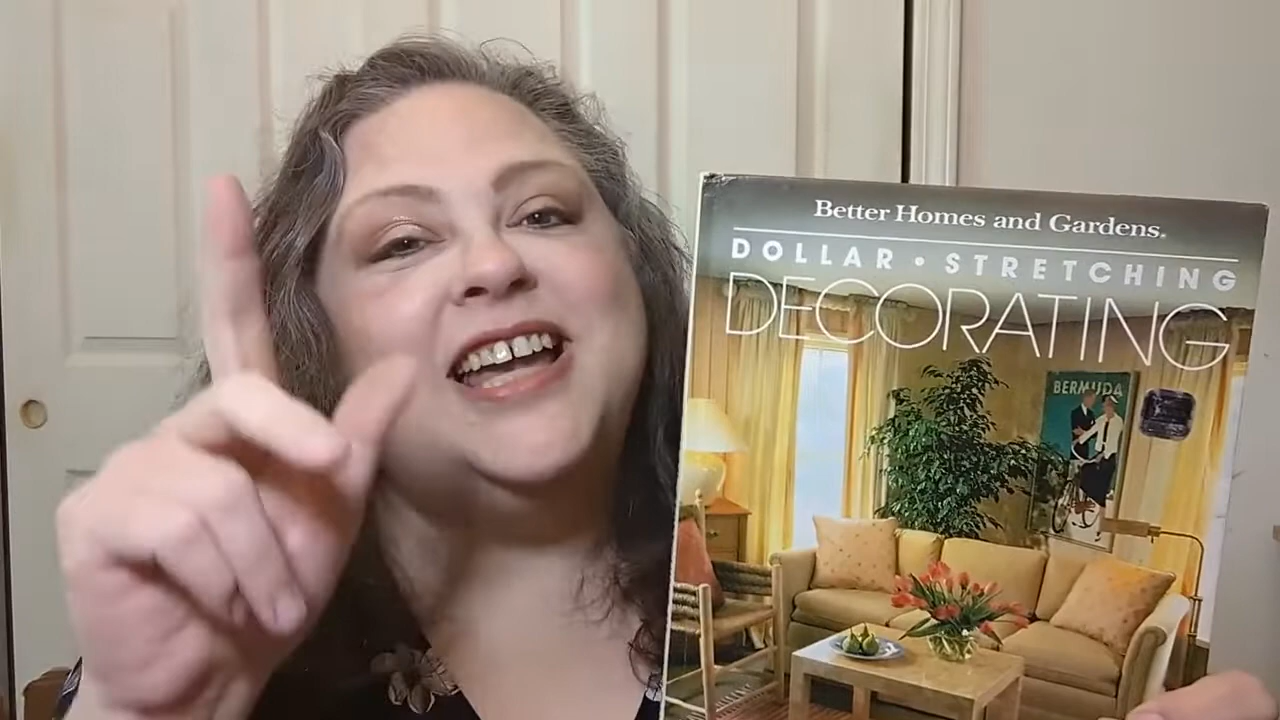 Better Homes and Gardens®
DOLLAR • STRETCHING
DECORATING
BERMUDA